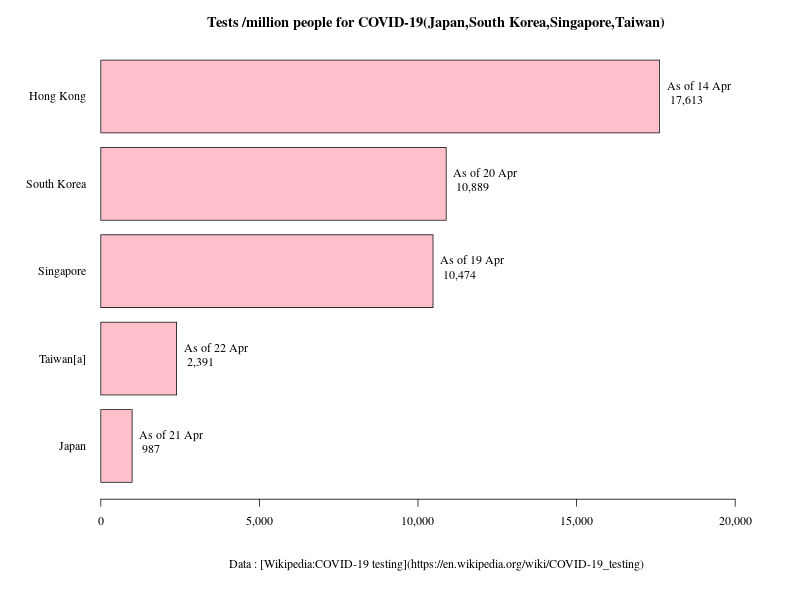 Tests /million people for COVID-19(Japan,South Korea,Singapore,Taiwan)
Hong Kong
As of 14 Apr
17,613
South Korea
As of 20 Apr
10,889
Singapore
As of 19 Apr
10,474
Taiwan[a]
As of 22 Apr
2,391
Japan
As of 21 Apr
987
0 5,000 10,000 15,000 20,000
Data : [Wikipedia:COVID-19 testing](https://en.wikipedia.org/wiki/COVID-19_testing)